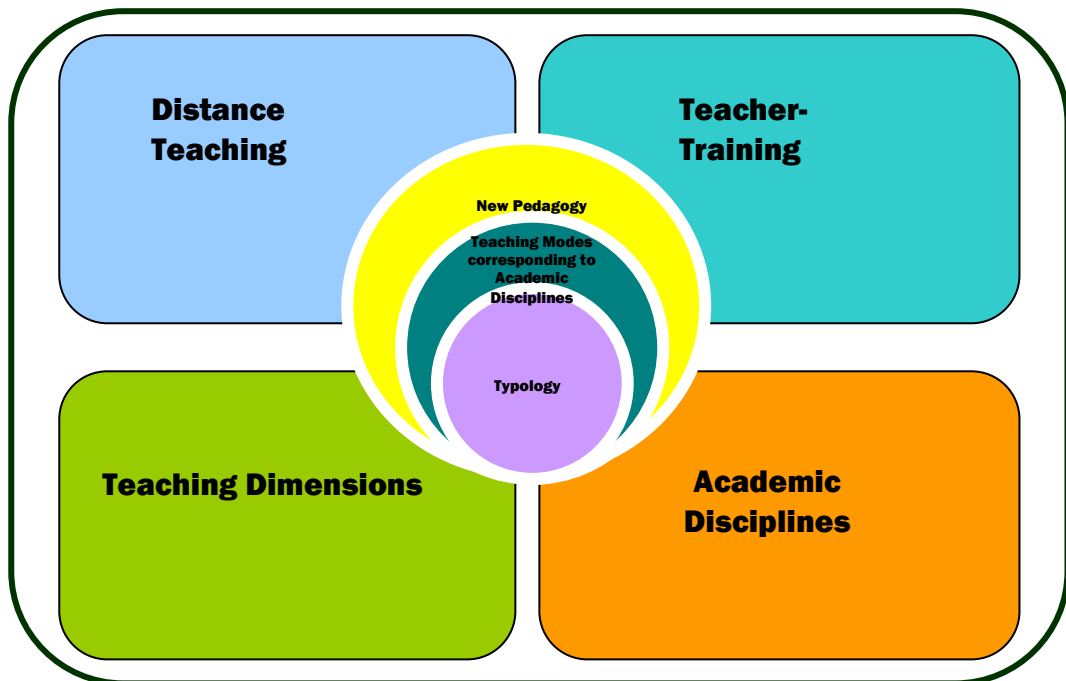 Distance
Teaching
Teacher-
Training
New Pedagogy
Teaching Modes
corresponding to
Academic
Disciplines
Typology
Teaching Dimensions
Academic
Disciplines